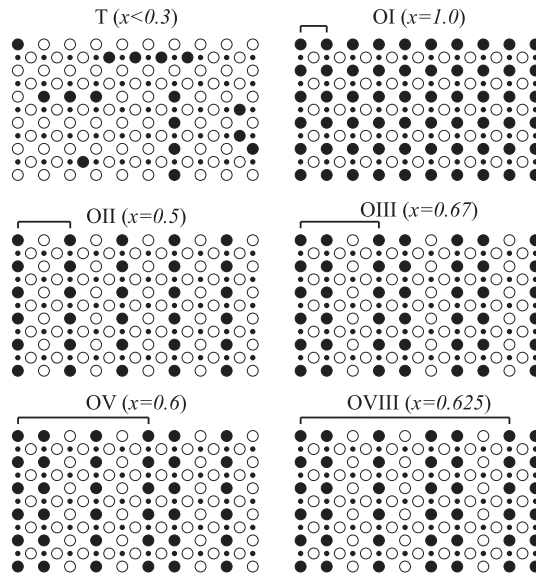 T (x<0.3)
OI (x=1.0)
OII (x=0.5)
OIII (x=0.67)
OV (x=0.6)
OVIII (x=0.625)